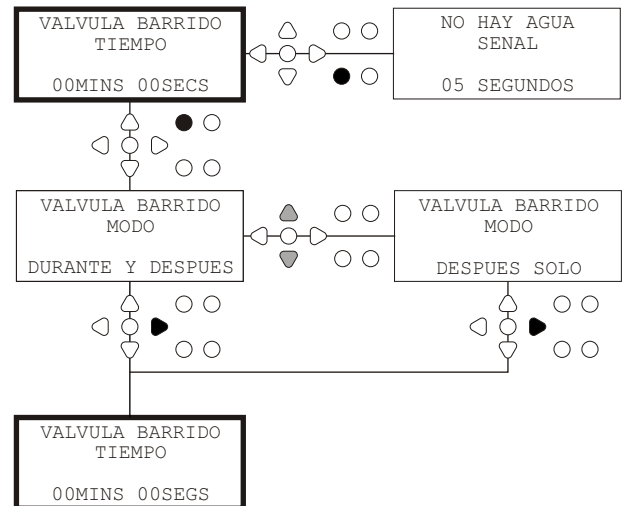 VALVULA BARRIDO
TIEMPO
00MINS 00SECS
NO HAY AGUA
SENAL
05 SEGUNDOS
VALVULA BARRIDO
MODO
DURANTE Y DESPUES
VALVULA BARRIDO
MODO
DESPUES SOLO
VALVULA BARRIDO
TIEMPO
00MINS 00SEGS